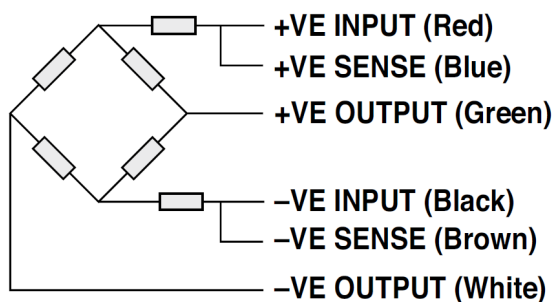 +VE INPUT (Red)
+VE SENSE (Blue)
+VE OUTPUT (Green)
–VE INPUT (Black)
–VE SENSE (Brown)
–VE OUTPUT (White)